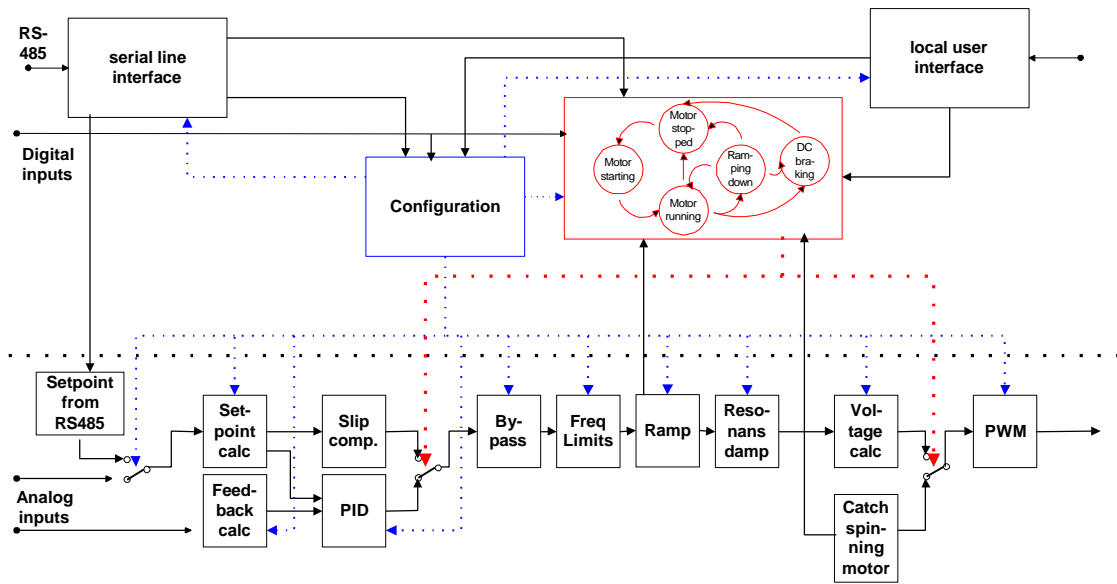 RS-
485
serial line
interface
local user
interface
Digital
inputs
Configuration
Motor
stop-
ped
Motor
starting
Ram-
ping
down
DC
bra-
king
Motor
running
Setpoint
from
RS485
Set-
point
calc
Slip
comp.
By-
pass
Freq
Limits
Ramp
Reso-
nans
damp
Vol-
tage
calc
PWM
Analog
inputs
Feed-
back
calc
PID
Catch
spin-
ning
motor